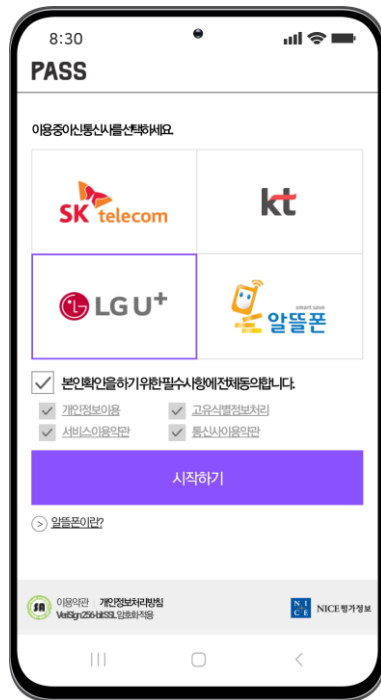 8:30
PASS
이용중아신통신사를선택하세요.
SK telecom
kt
LG U+
smart save
알뜰폰
본인확인을하기위한필수사항에전체동의합니다.
개인정보이용 고유식별정보처리
서비스이용약관 통신사이용약관
시작하기
알뜰폰이란?
이용약관 개인정보처리방침
VeriSign 256-bit SSL 암호화적용
NICE
NICE평가정보